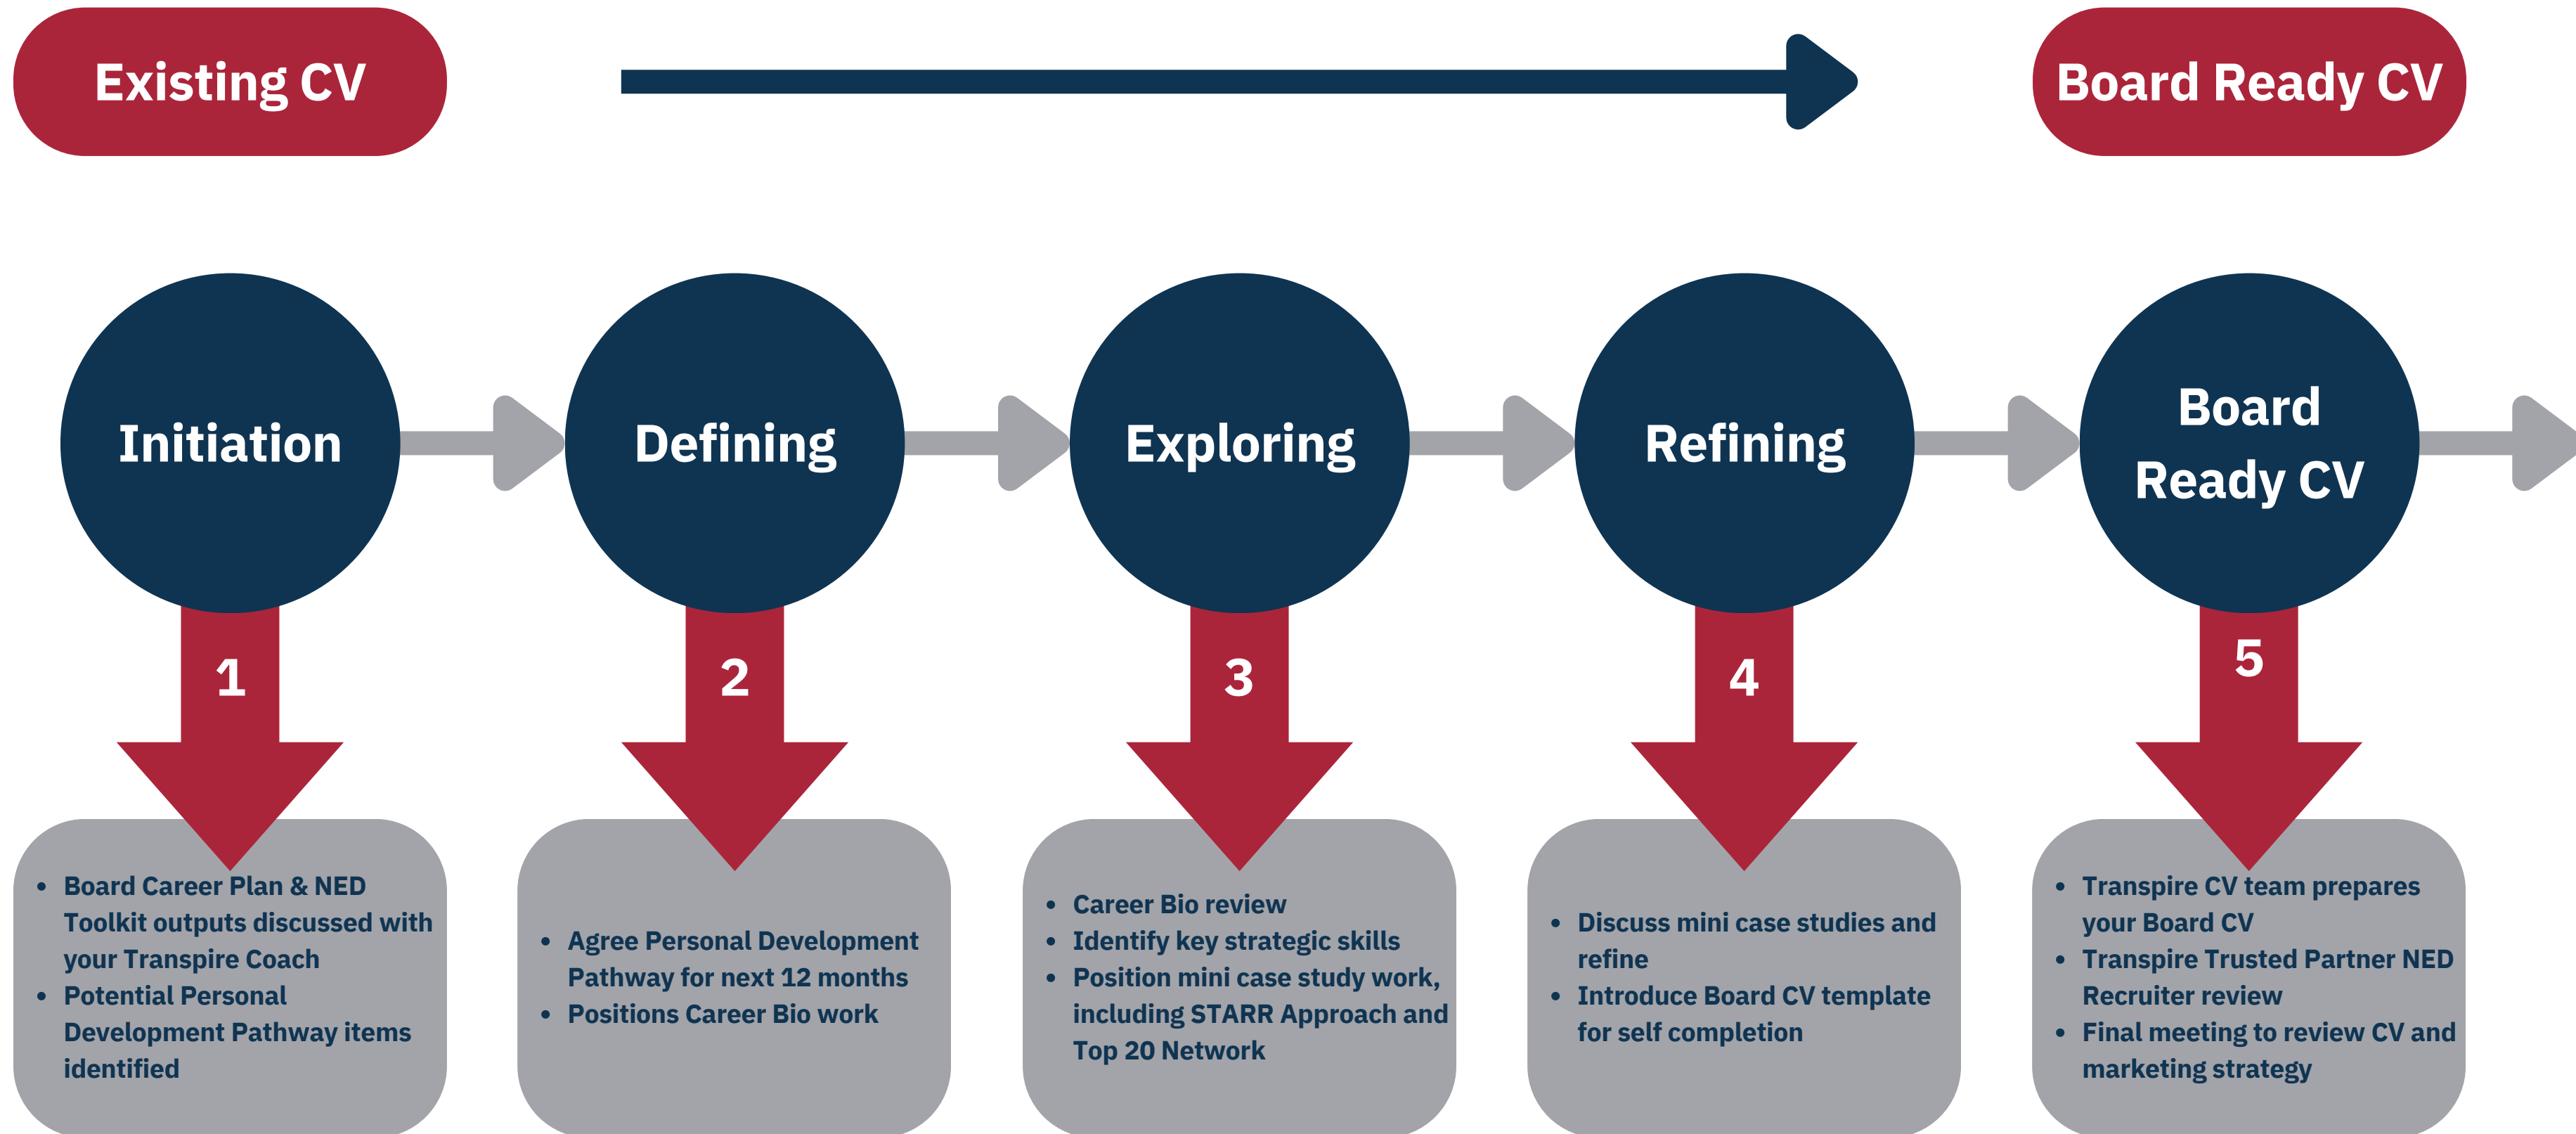 Existing CV
Board Ready CV
Initiation
Defining
Exploring
Refining
Board
Ready CV
1
2
3
4
5
• Board Career Plan & NED
Toolkit outputs discussed with
your Transpire Coach
• Potential Personal
Development Pathway items
identified
• Agree Personal Development
Pathway for next 12 months
• Positions Career Bio work
• Career Bio review
• Identify key strategic skills
• Position mini case study work,
including STARR Approach and
Top 20 Network
• Discuss mini case studies and
refine
• Introduce Board CV template
for self completion
• Transpire CV team prepares
your Board CV
• Transpire Trusted Partner NED
Recruiter review
• Final meeting to review CV and
marketing strategy